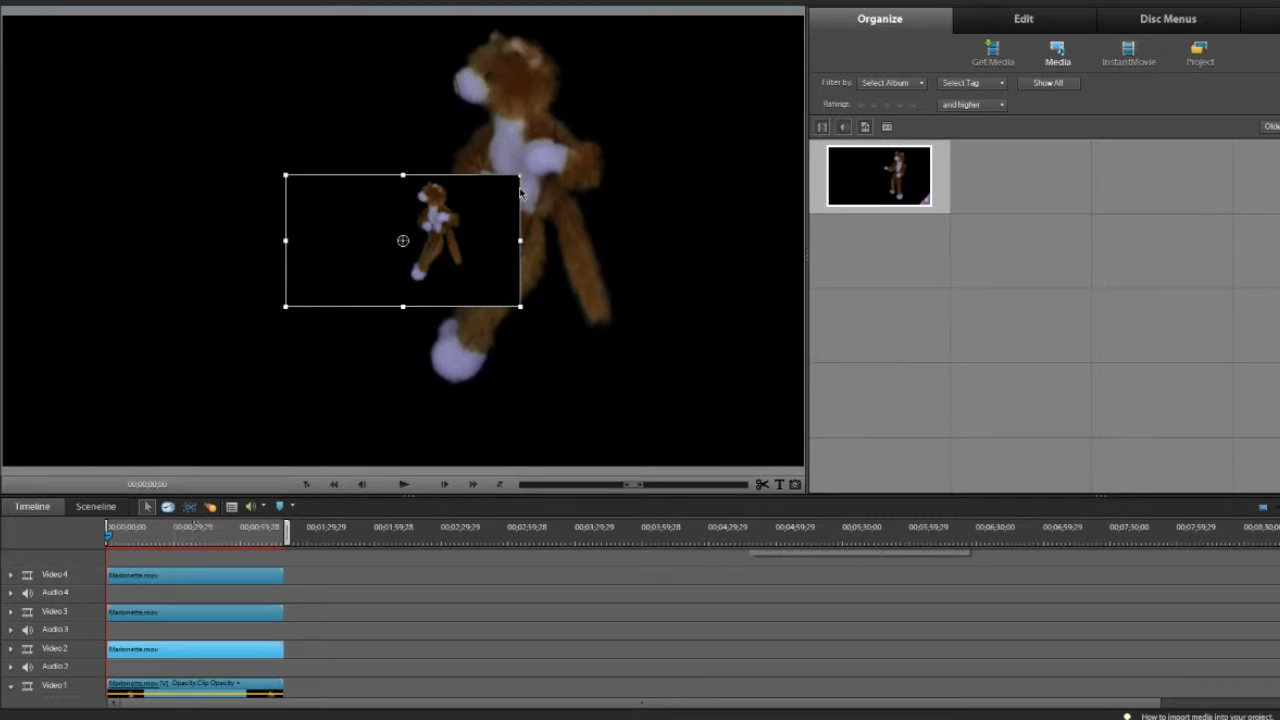 Organize Edit Disc Menus
Get Media Media InstantMovie Project
Filter by: Select Album Select Tag Show All
Ratings: and higher
Olde
00;00;00;00
Timeline Sceneline
00;00;00;00 00;00;29;29 00;00;59;28 00;01;29;29 00;01;59;28 00;02;29;29 00;02;59;29 00;03;29;29 00;03;59;28 00;04;29;29 00;04;59;29 00;05;30;00 00;05;59;29 00;06;30;00 00;06;59;29 00;07;30;00 00;07;59;29 00;08;30;00
Video 4 Marionette.mov
Audio 4
Video 3 Marionette.mov
Audio 3
Video 2 Marionette.mov
Audio 2
Video 1 Marionette.mov [V] Opacity:Clip Opacity
How to import media into your project